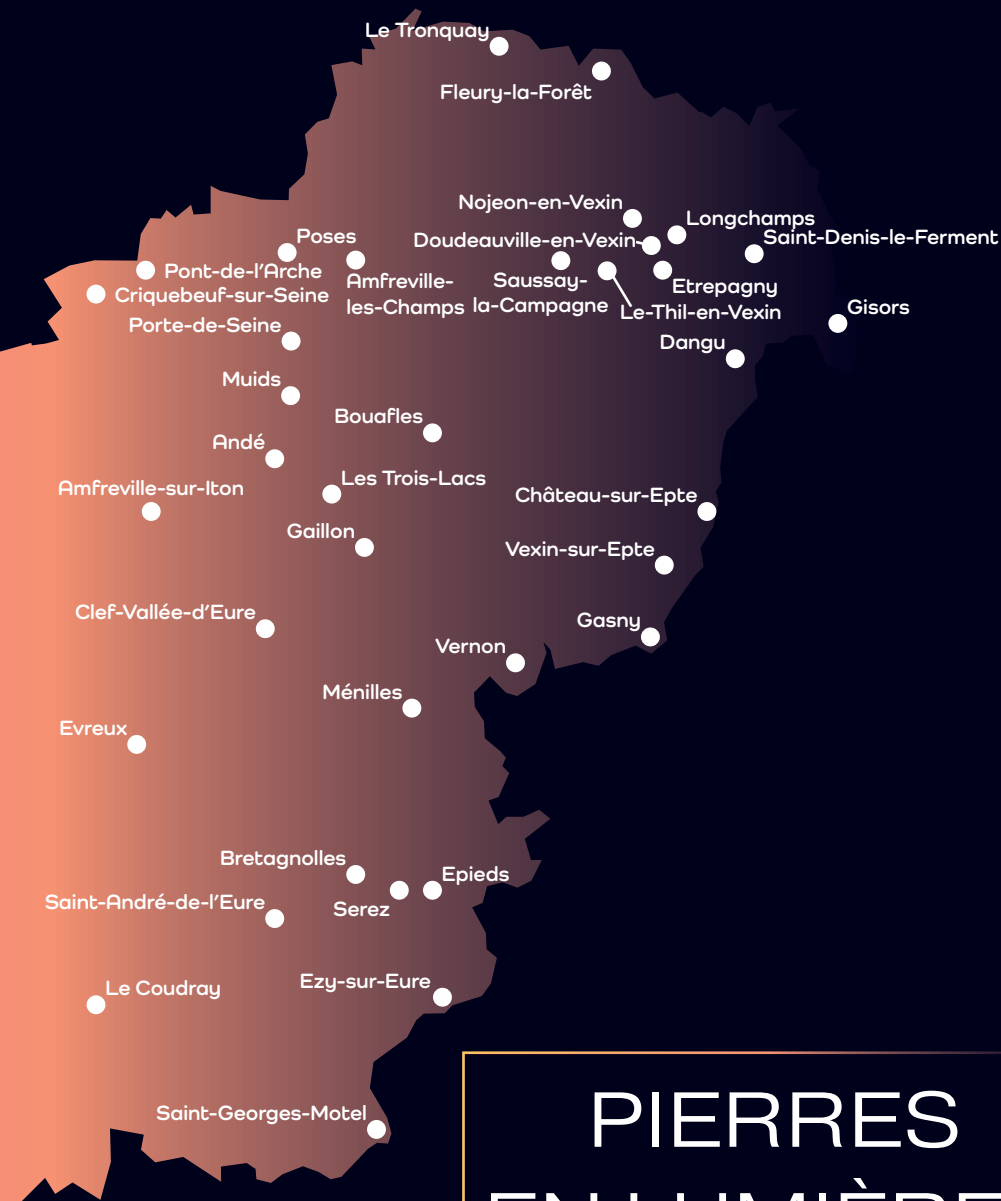 Le Tronquay
Fleury-la-Forêt
Nojeon-en-Vexin
Longchamps
Doudeauville-en-Vexin
Saint-Denis-le-Ferment
Poses
Pont-de-l'Arche
Amfreville-
les-Champs
Saussay-
la-Campagne
Etrepagny
Criquebeuf-sur-Seine
Le-Thil-en-Vexin
Gisors
Porte-de-Seine
Dangu
Muids
Bouafles
Andé
Les Trois-Lacs
Amfreville-sur-Iton
Château-sur-Epte
Gaillon
Vexin-sur-Epte
Clef-Vallée-d'Eure
Gasny
Vernon
Ménilles
Evreux
Bretagnolles
Epieds
Saint-André-de-l'Eure
Serez
Ezy-sur-Eure
Le Coudray
Saint-Georges-Motel
PIERRES
EN LUMIÈRE